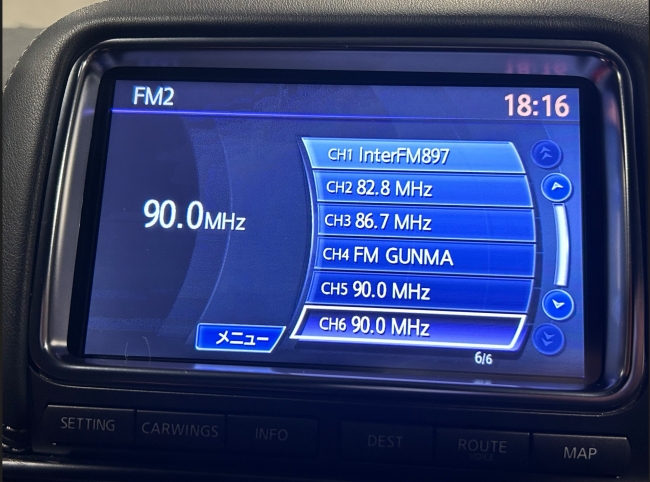 FM2
18:16
90.0MHz
CH1 InterFM897
CH2 82.8 MHz
CH3 86.7 MHz
CH4 FM GUNMA
CH5 90.0 MHz
CH6 90.0 MHz
メニュー
6/6
SETTING
CARWINGS
INFO
DEST
ROUTE
MAP